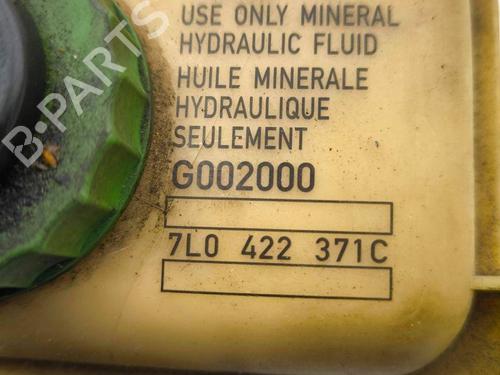 USE ONLY MINERAL
HYDRAULIC FLUID
HUILE MINERALE
HYDRAULIQUE
SEULEMENT
G002000
7L0 422 371C
B-PARTS